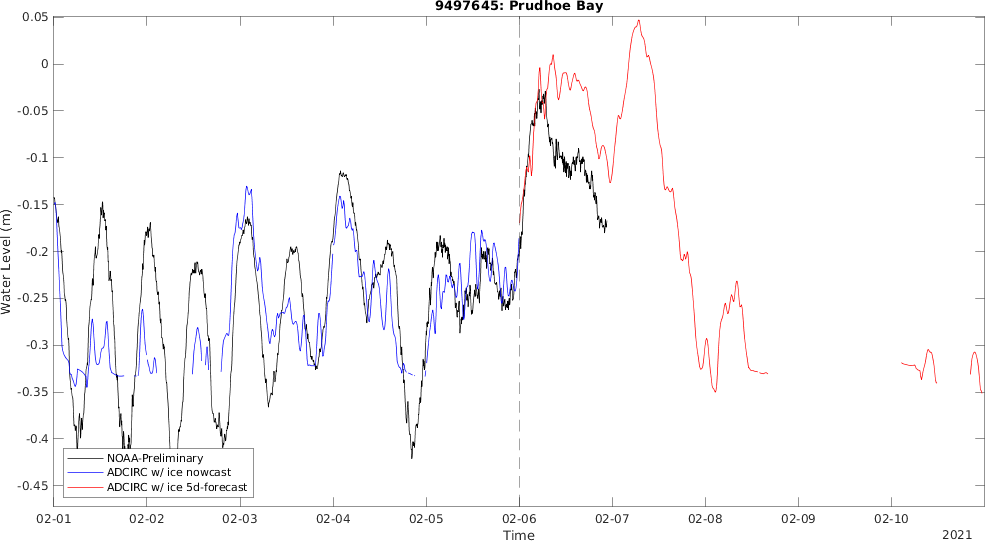 9497645: Prudhoe Bay
0.05
0
-0.05
-0.1
-0.15
-0.2
-0.25
-0.3
-0.35
-0.4
-0.45
Water Level (m)
NOAA-Preliminary
ADCIRC w/ ice nowcast
ADCIRC w/ ice 5d-forecast
02-01 02-02 02-03 02-04 02-05 02-06 02-07 02-08 02-09 02-10
Time
2021